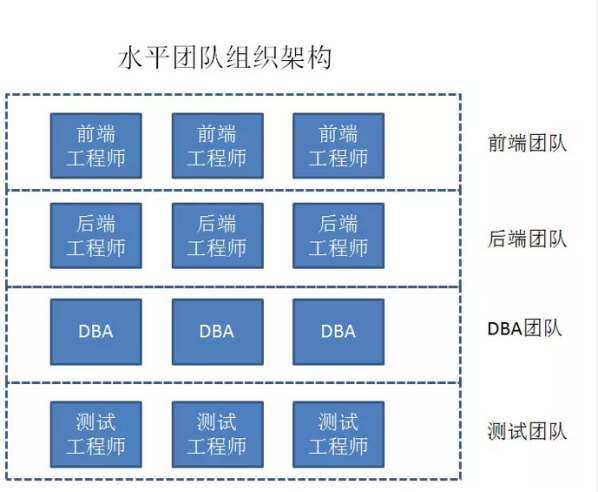 水平团队组织架构
前端 前端 前端
工程师 工程师 工程师
前端团队
后端 后端 后端
工程师 工程师 工程师
后端团队
DBA DBA DBA
DBA团队
测试 测试 测试
工程师 工程师 工程师
测试团队